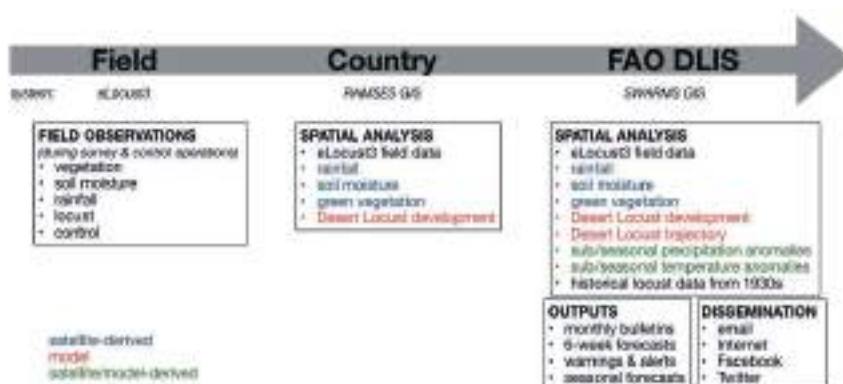 Field Country FAO DLIS
system: eLocust3 RAMSES GIS SWARMS GIS
FIELD OBSERVATIONS
(during survey & control operations)
• vegetation
• soil moisture
• rainfall
• locust
• control
SPATIAL ANALYSIS
• eLocust3 field data
• rainfall
• soil moisture
• green vegetation
• Desert Locust development
SPATIAL ANALYSIS
• eLocust3 field data
• rainfall
• soil moisture
• green vegetation
• Desert Locust development
• Desert Locust trajectory
• sub/seasonal precipitation anomalies
• sub/seasonal temperature anomalies
• historical locust data from 1930s
OUTPUTS
• monthly bulletins
• 6-week forecasts
• warnings & alerts
• seasonal forecasts
DISSEMINATION
• email
• Internet
• Facebook
• Twitter
satellite-derived
model
satellite/model-derived